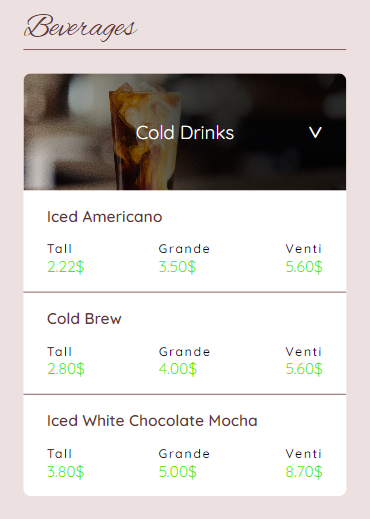 Beverages
Cold Drinks
Iced Americano
Tall Grande Venti
2.22$ 3.50$ 5.60$
Cold Brew
Tall Grande Venti
2.80$ 4.00$ 5.60$
Iced White Chocolate Mocha
Tall Grande Venti
3.80$ 5.00$ 8.70$